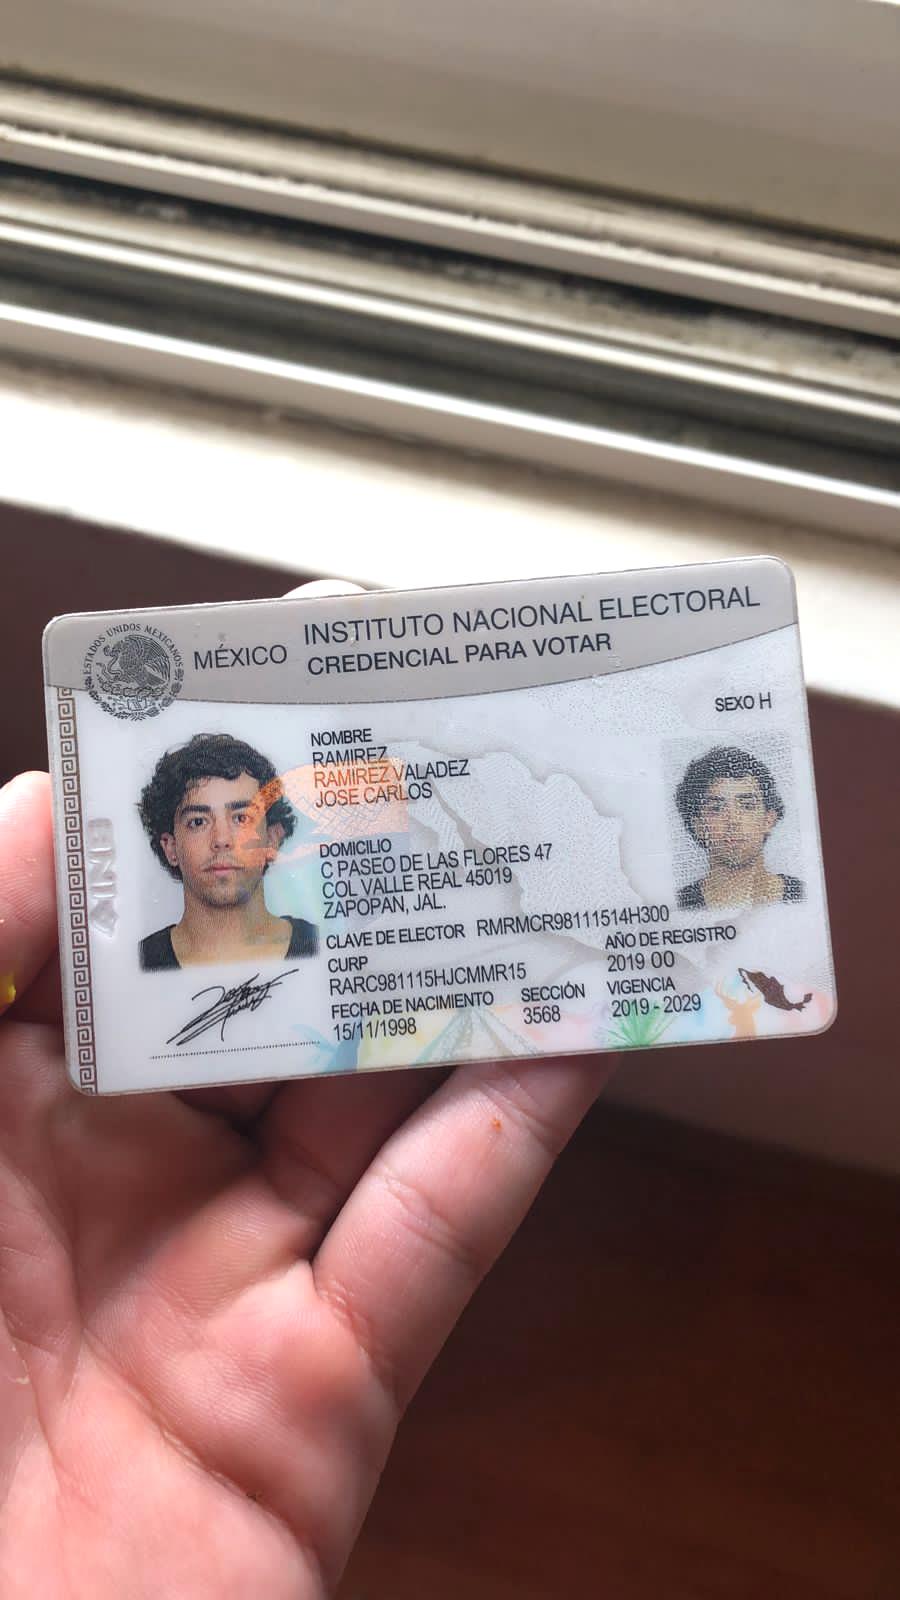 ESTADOS UNIDOS MEXICANOS
MÉXICO
INSTITUTO NACIONAL ELECTORAL
CREDENCIAL PARA VOTAR
SEXO H
NOMBRE
RAMIREZ
RAMIREZ VALADEZ
JOSE CARLOS
DOMICILIO
C PASEO DE LAS FLORES 47
COL VALLE REAL 45019
ZAPOPAN, JAL.
CLAVE DE ELECTOR RMRMCR98111514H300
CURP
RARC981115HJCMMR15
AÑO DE REGISTRO
2019 00
FECHA DE NACIMIENTO
15/11/1998
SECCIÓN
3568
VIGENCIA
2019 - 2029